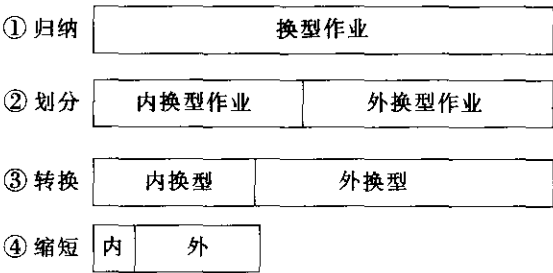 ①归纳 换型作业
②划分 内换型作业 外换型作业
③转换 内换型 外换型
④缩短 内 外